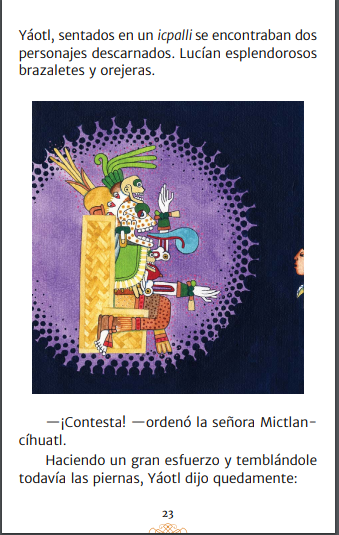 Yáotl, sentados en un icpalli se encontraban dos
personajes descarnados. Lucían esplendorosos
brazaletes y orejeras.
—¡Contesta! —ordenó la señora Mictlan-
cíhuatl.
Haciendo un gran esfuerzo y temblándole
todavía las piernas, Yáotl dijo quedamente:
23